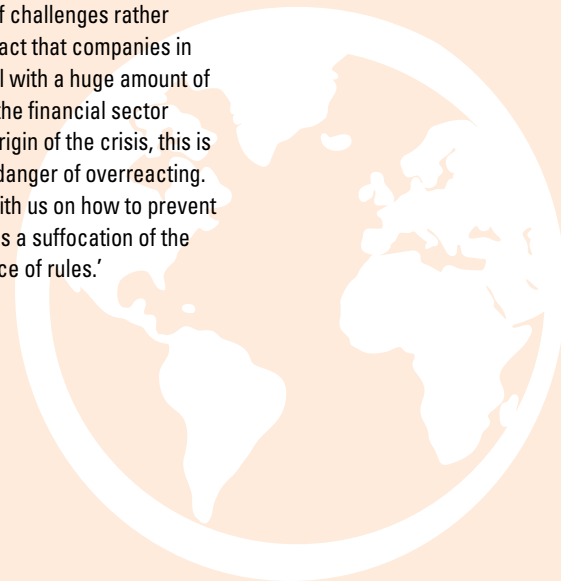 f challenges rather
act that companies in
l with a huge amount of
the financial sector
rigin of the crisis, this is
danger of overreacting.
ith us on how to prevent
s a suffocation of the
ce of rules.’